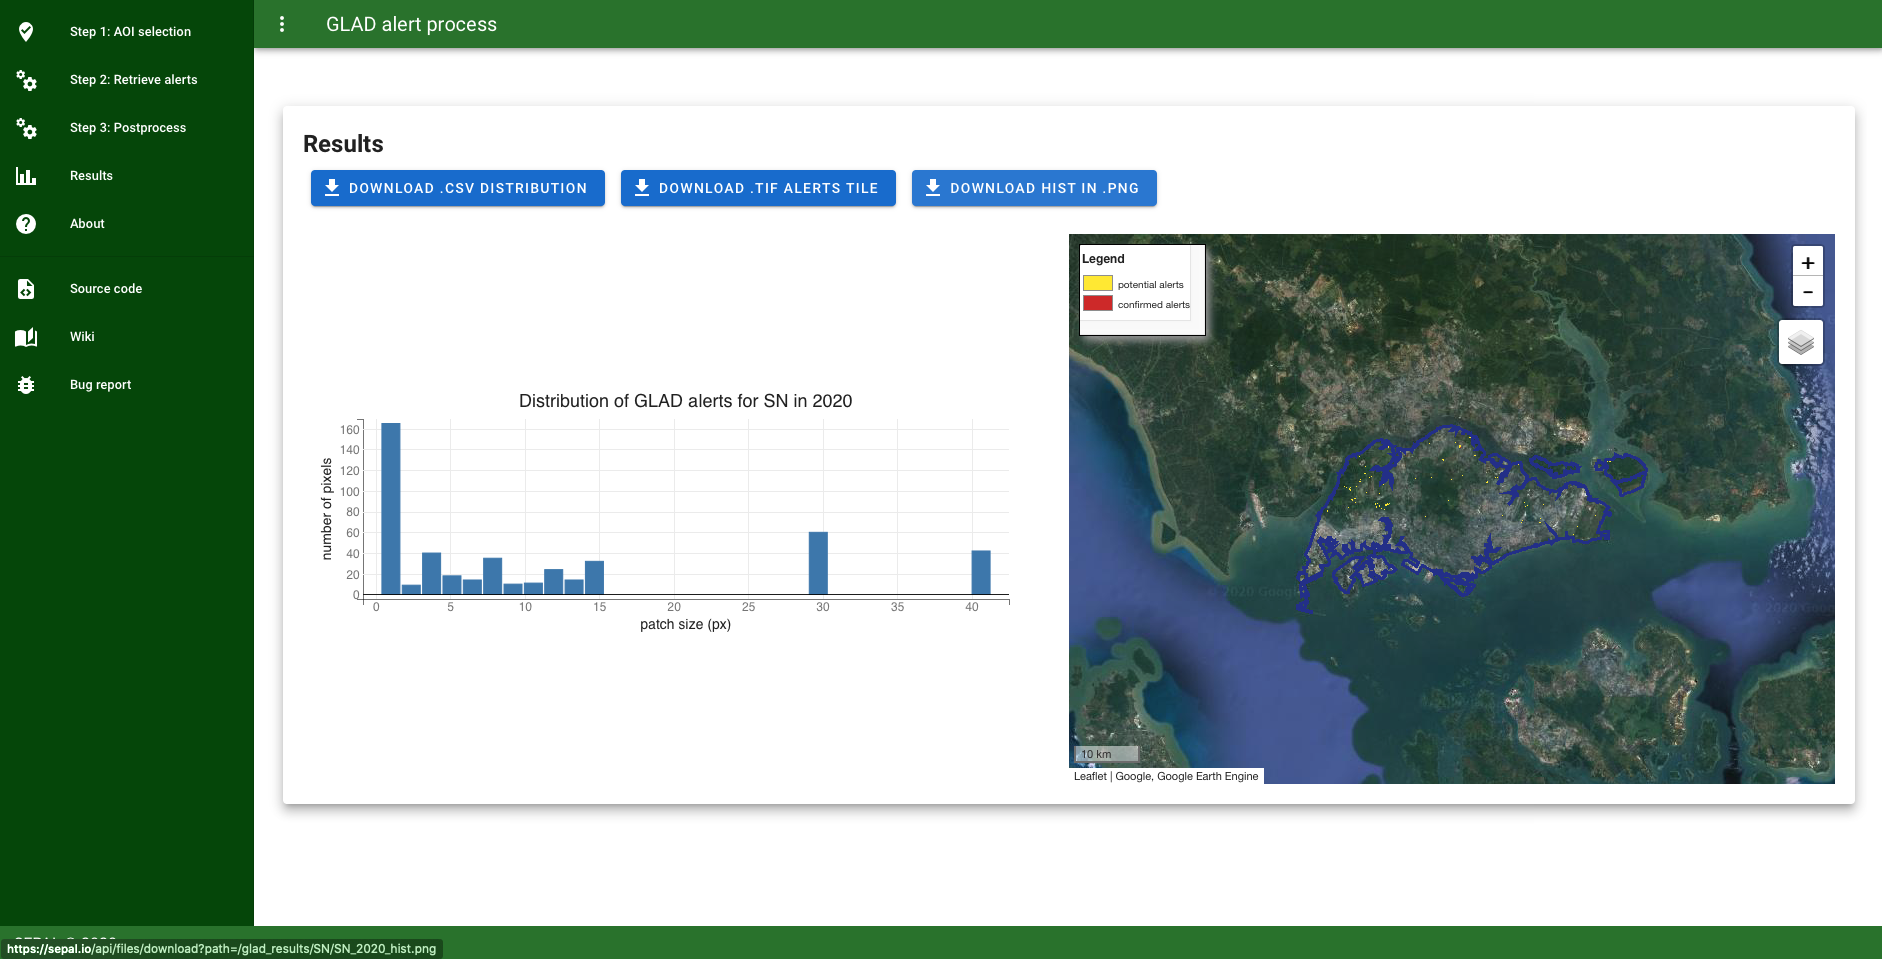 Step 1: AOI selection
Step 2: Retrieve alerts
Step 3: Postprocess
Results
About
Source code
Wiki
Bug report
GLAD alert process
Results
DOWNLOAD .CSV DISTRIBUTION
DOWNLOAD .TIF ALERTS TILE
DOWNLOAD HIST IN .PNG
Distribution of GLAD alerts for SN in 2020
number of pixels
160
140
120
100
80
60
40
20
0
0 5 10 15 20 25 30 35 40
patch size (px)
Legend
potential alerts
confirmed alerts
+
−
© 2020 Google
© 2020 Goog
10 km
Leaflet | Google, Google Earth Engine
https://sepal.io/api/files/download?path=/glad_results/SN/SN_2020_hist.png